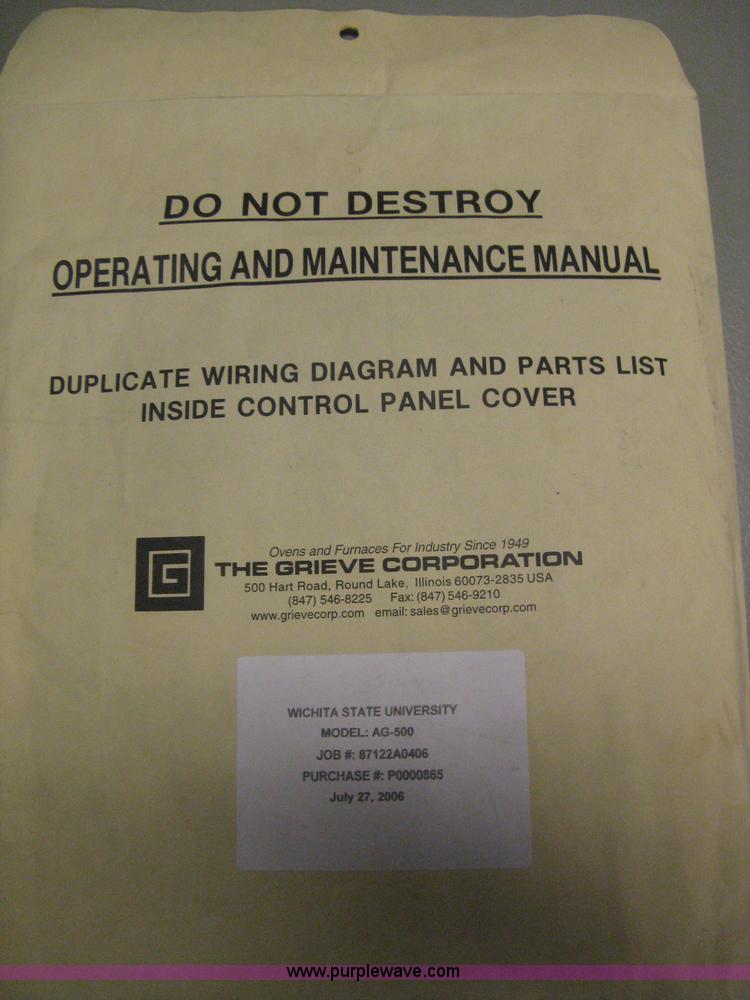 DO NOT DESTROY
OPERATING AND MAINTENANCE MANUAL
DUPLICATE WIRING DIAGRAM AND PARTS LIST
INSIDE CONTROL PANEL COVER
G
Ovens and Furnaces For Industry Since 1949
THE GRIEVE CORPORATION
500 Hart Road, Round Lake, Illinois 60073-2835 USA
(847) 546-8225 Fax: (847) 546-9210
www.grievecorp.com email: sales@grievecorp.com
WICHITA STATE UNIVERSITY
MODEL: AG-500
JOB #: 87122A0406
PURCHASE #: P0000865
July 27, 2006
www.purplewave.com